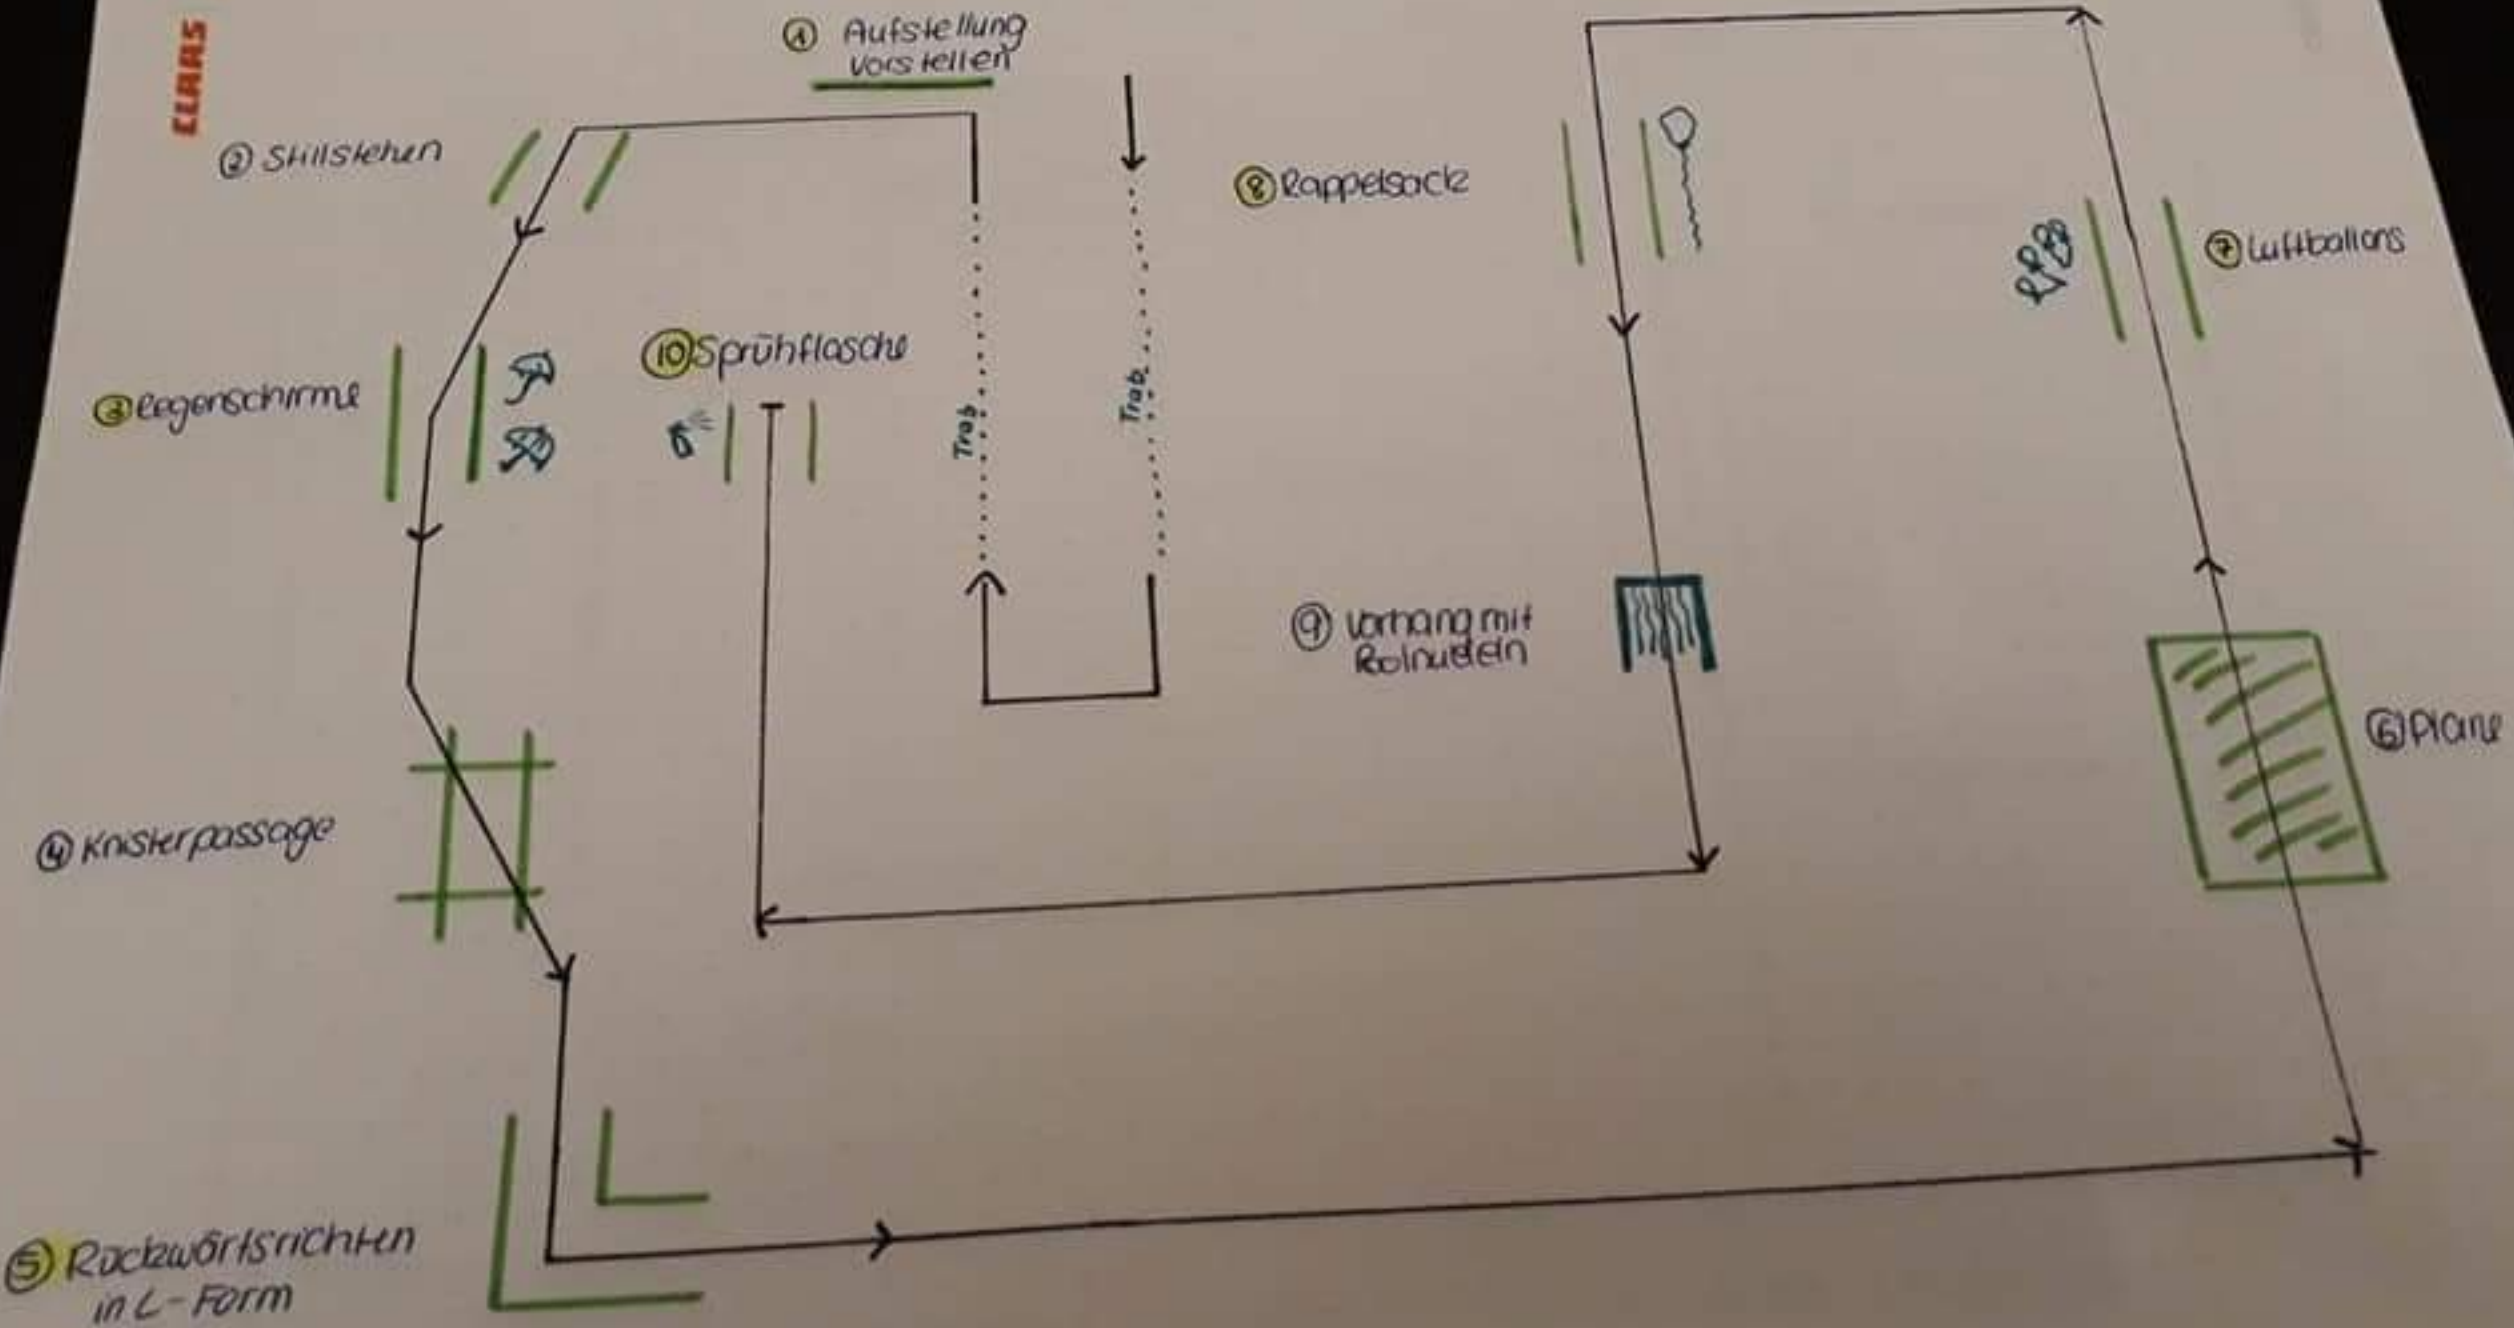 CLAAS
① Aufstellung
Vorstellen
② Stillstehen
③ Regenschirme
⑩ Sprühflasche
Trab
Trab
⑧ Rappelsack
⑦ Luftballons
④ Knisterpassage
⑨ Vorhang mit
Poolnudeln
⑥ Plane
⑤ Rückwärtsrichten
in L-Form